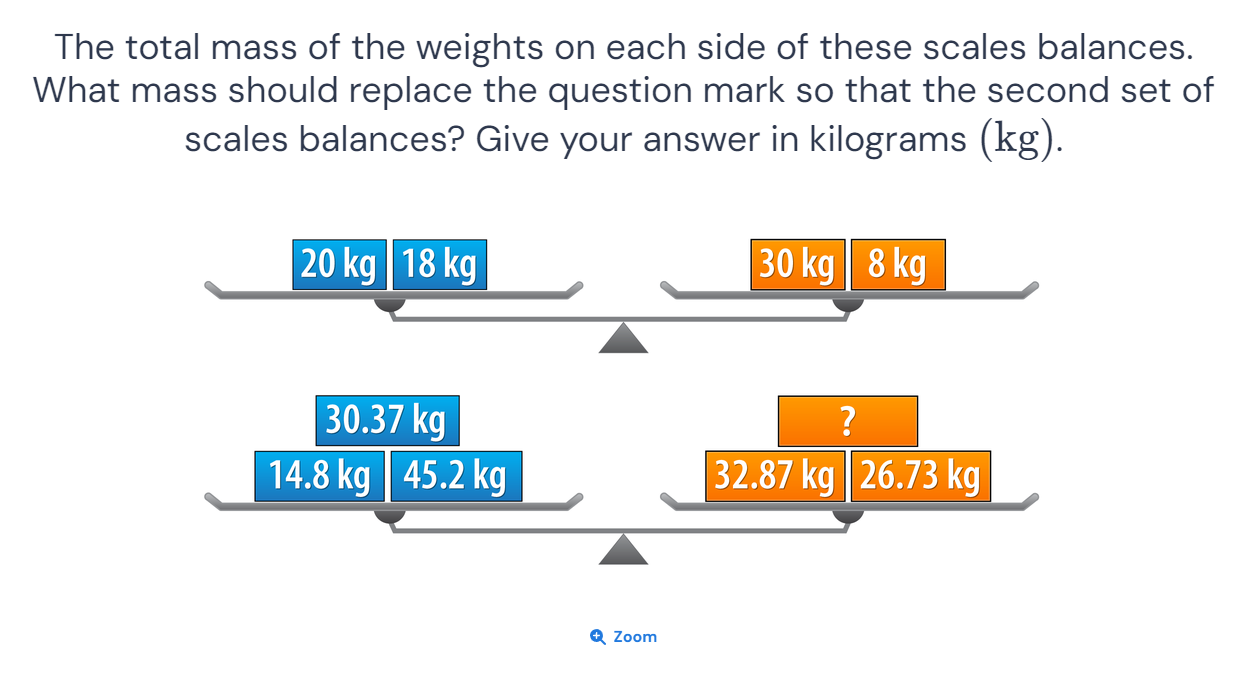 The total mass of the weights on each side of these scales balances.
What mass should replace the question mark so that the second set of
scales balances? Give your answer in kilograms (kg).
20 kg 18 kg 30 kg 8 kg
30.37 kg ?
14.8 kg 45.2 kg 32.87 kg 26.73 kg
Zoom